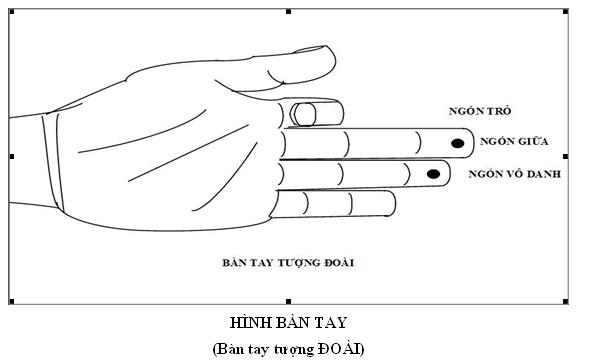 NGÓN TRỎ
NGÓN GIỮA
NGÓN VÔ DANH
BÀN TAY TƯỢNG ĐOÀI
HÌNH BÀN TAY
(Bàn tay tượng ĐOÀI)